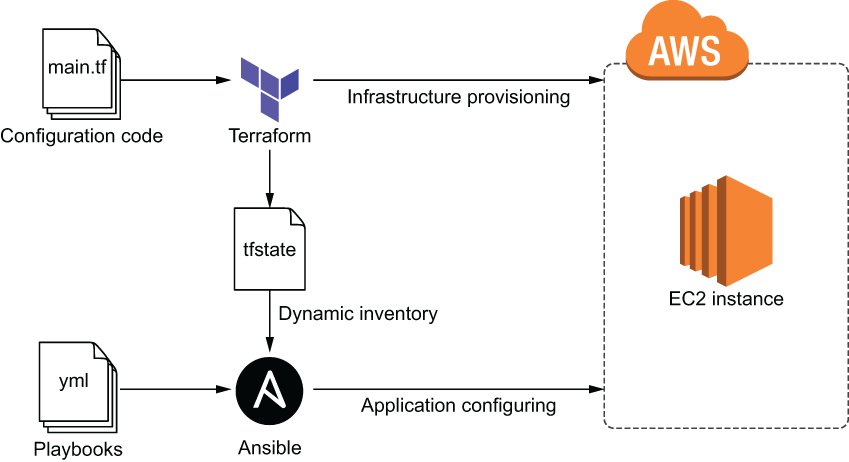 main.tf
Configuration code
Terraform
Infrastructure provisioning
AWS
tfstate
EC2 instance
Dynamic inventory
yml
Playbooks
Ansible
Application configuring